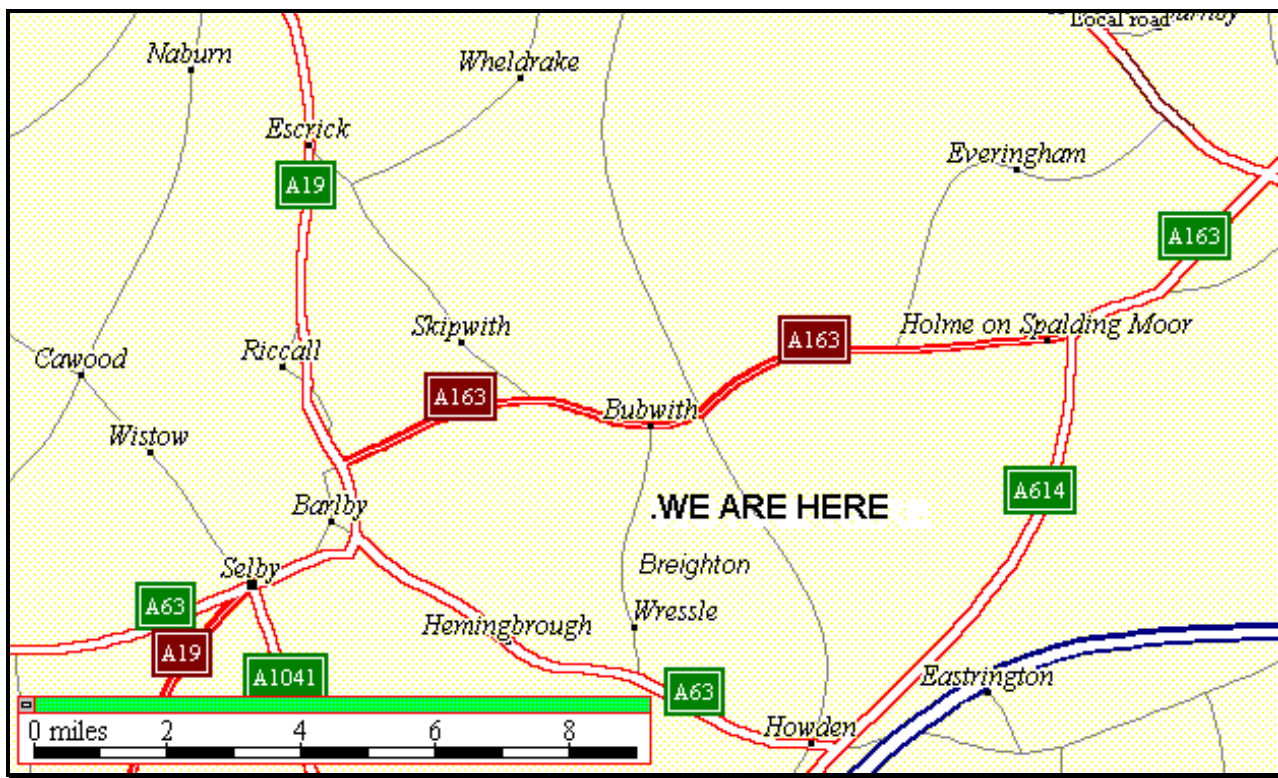 Local road
Naburn
Wheldrake
Escrick
Everingham
A19
A163
Skipwith
Holme on Spalding Moor
A163
Riccall
Cawood
A163
Bubwith
Wistow
A614
.WE ARE HERE
Barlby
Breighton
Selby
A63
Wressle
Hemingbrough
A19
A1041
Eastrington
A63
Howden
0 miles 2 4 6 8